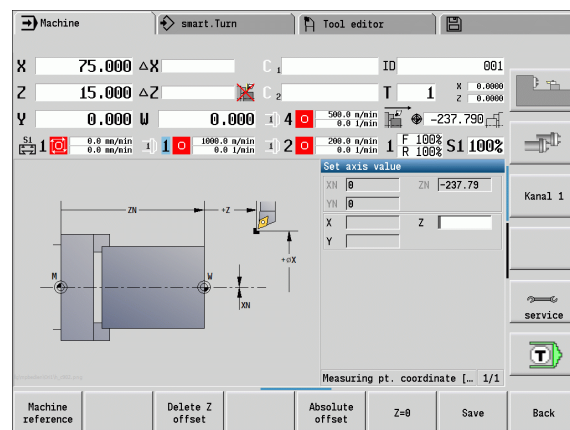 Machine smart.Turn Tool editor
X 75.000 △X C 1 ID 001
Z 15.000 △Z C 2 T 1 X 0.0000 Z 0.0000
Y 0.000 W 0.000 4 500.0 m/min 0.0 1/min -237.790
S1 1 0.0 mm/min 0.0 mm/min 1 1000.0 m/min 0.0 1/min 2 200.0 m/min 0.0 1/min 1 F 100% R 100% S1 100%
Set axis value
XN 0 ZN -237.79
YN 0
X Z
Y
Kanal 1
ZN +Z
+øX
M W
XN
service
T
Measuring pt. coordinate [… 1/1
Machine reference
Delete Z offset
Absolute offset
Z=0
Save
Back